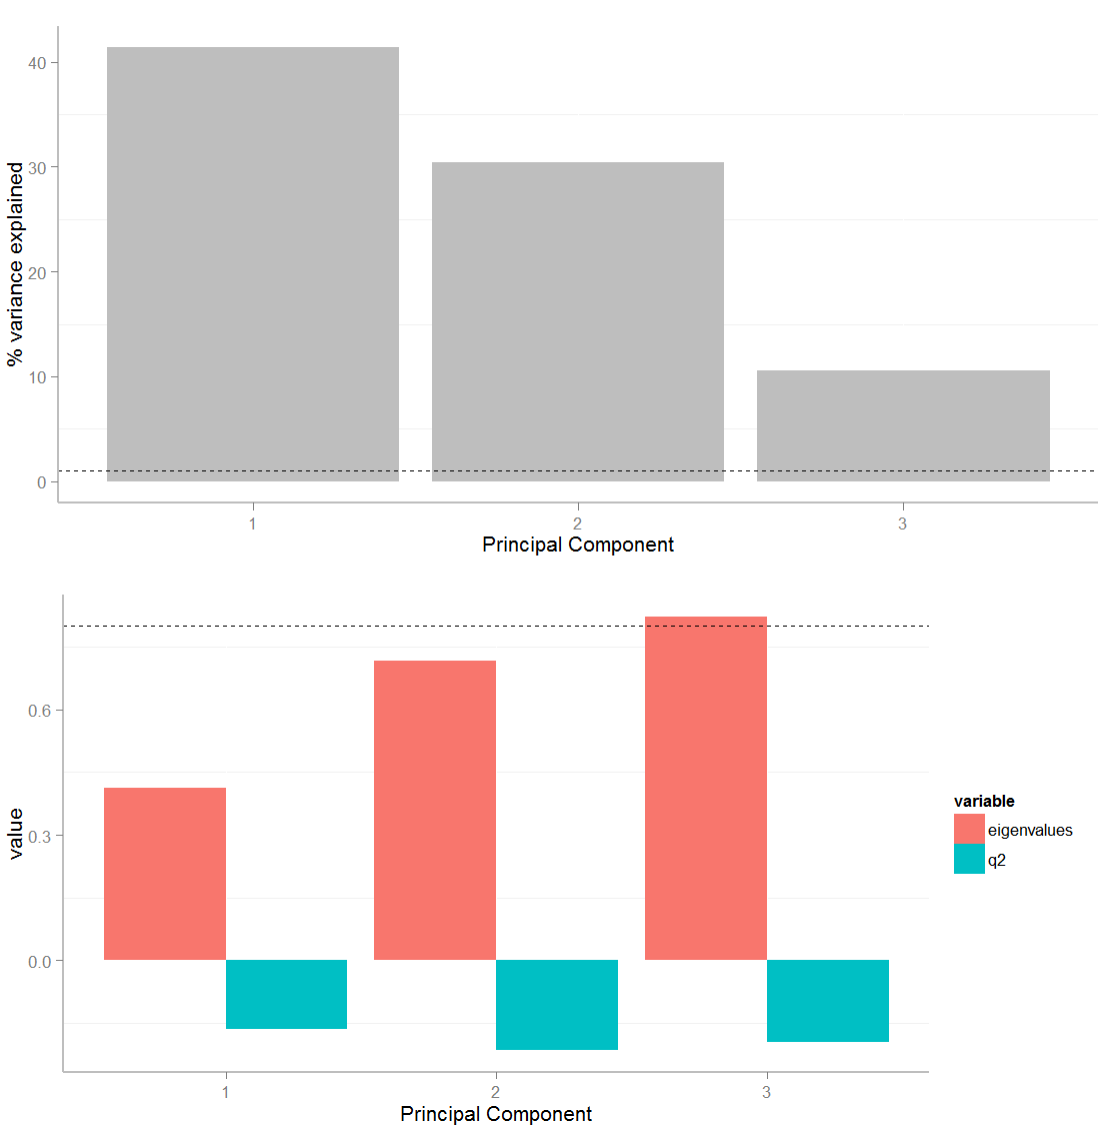 % variance explained
40
30
20
10
0
1 2 3
Principal Component
value
0.6
0.3
0.0
1 2 3
Principal Component
variable
eigenvalues
q2